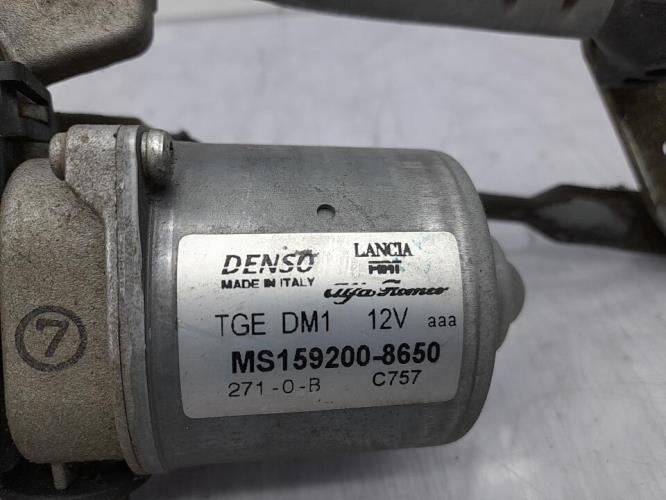 DENSO LANCIA
MADE IN ITALY FIAT
Alfa Romeo
TGE DM1 12V aaa
MS159200-8650
271-0-B C757
7